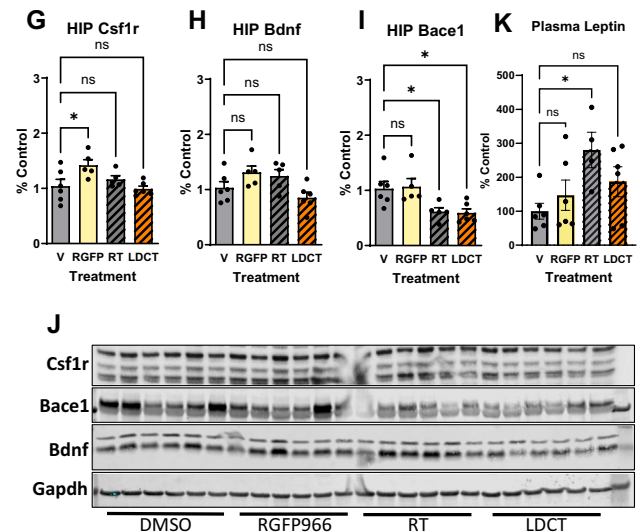 G HIP Csf1r
ns
ns
*
% Control
3
2
1
0
V RGFP RT LDCT
Treatment
H HIP Bdnf
ns
ns
ns
% Control
3
2
1
0
V RGFP RT LDCT
Treatment
I HIP Bace1
*
*
ns
% Control
3
2
1
0
V RGFP RT LDCT
Treatment
K Plasma Leptin
ns
*
ns
% Control
500
400
300
200
100
0
V RGFP RT LDCT
Treatment
J
Csf1r
Bace1
Bdnf
Gapdh
DMSO RGFP966 RT LDCT